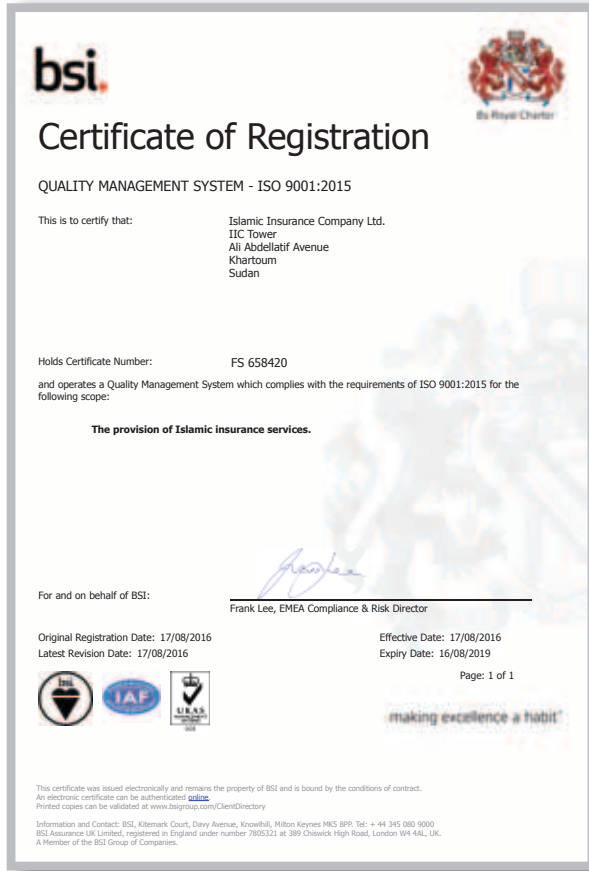 bsi.
By Royal Charter
Certificate of Registration
QUALITY MANAGEMENT SYSTEM - ISO 9001:2015
This is to certify that:
Islamic Insurance Company Ltd.
IIC Tower
Ali Abdellatif Avenue
Khartoum
Sudan
Holds Certificate Number:
FS 658420
and operates a Quality Management System which complies with the requirements of ISO 9001:2015 for the
following scope:
The provision of Islamic insurance services.
For and on behalf of BSI:
Frank Lee, EMEA Compliance & Risk Director
Original Registration Date: 17/08/2016
Effective Date: 17/08/2016
Latest Revision Date: 17/08/2016
Expiry Date: 16/08/2019
Page: 1 of 1
bsi.
IAF
UKAS
MANAGEMENT
SYSTEMS
making excellence a habit™
This certificate was issued electronically and remains the property of BSI and is bound by the conditions of contract.
An electronic certificate can be authenticated online.
Printed copies can be validated at www.bsigroup.com/ClientDirectory
Information and Contact: BSI, Kitemark Court, Davy Avenue, Knowlhill, Milton Keynes MK5 8PP. Tel: + 44 345 080 9000
BSI Assurance UK Limited, registered in England under number 7805321 at 389 Chiswick High Road, London W4 4AL, UK.
A Member of the BSI Group of Companies.